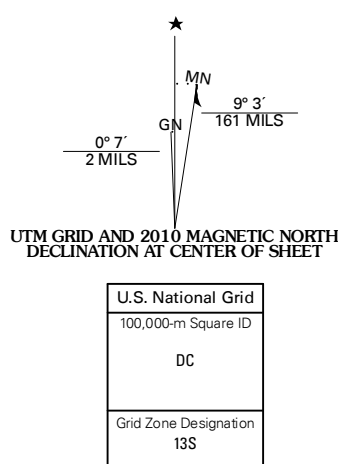 ★
MN
GN
9° 3´
161 MILS
0° 7´
2 MILS
UTM GRID AND 2010 MAGNETIC NORTH
DECLINATION AT CENTER OF SHEET
U.S. National Grid
100,000-m Square ID
DC
Grid Zone Designation
13S